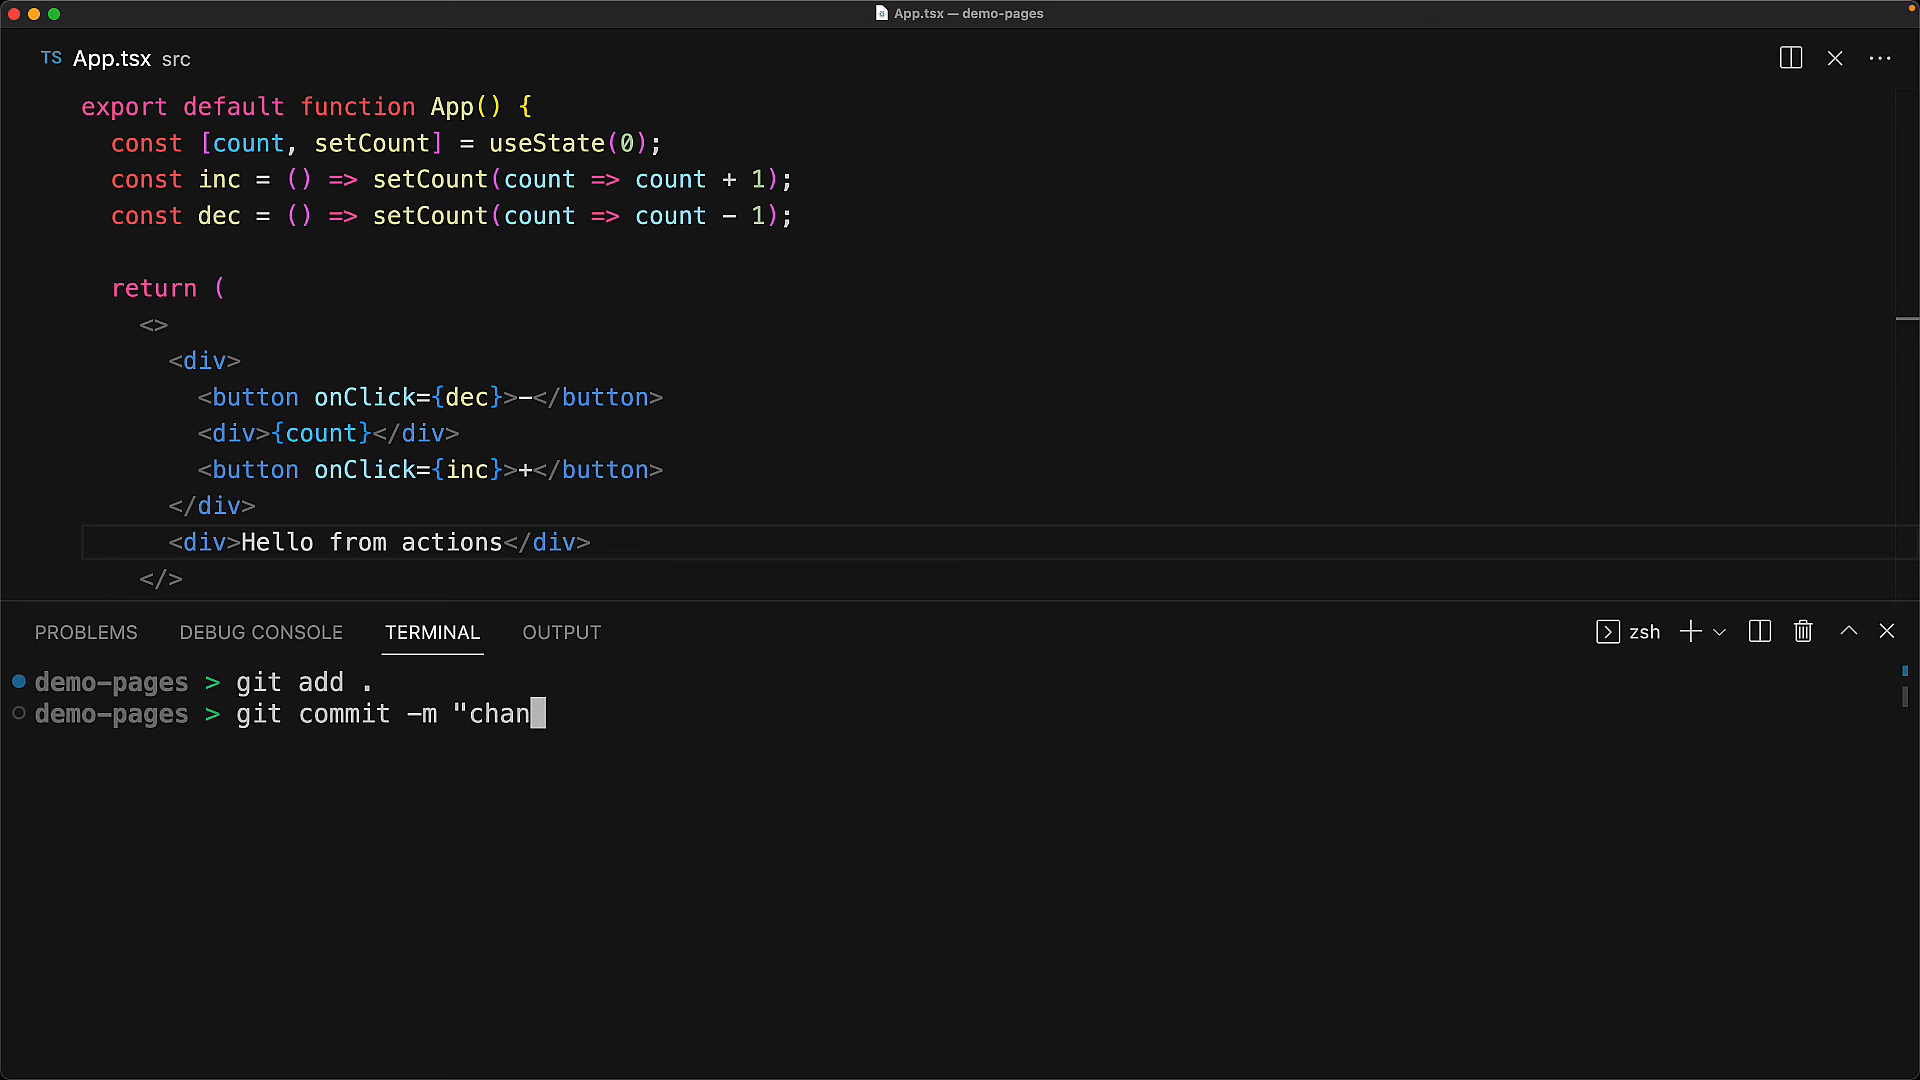 App.tsx — demo-pages
TS App.tsx src
export default function App() {
  const [count, setCount] = useState(0);
  const inc = () => setCount(count => count + 1);
  const dec = () => setCount(count => count - 1);
  return (
    <>
      <div>
        <button onClick={dec}>-</button>
        <div>{count}</div>
        <button onClick={inc}>+</button>
      </div>
      <div>Hello from actions</div>
    </>
PROBLEMS DEBUG CONSOLE TERMINAL OUTPUT zsh
demo-pages > git add .
demo-pages > git commit -m "chan